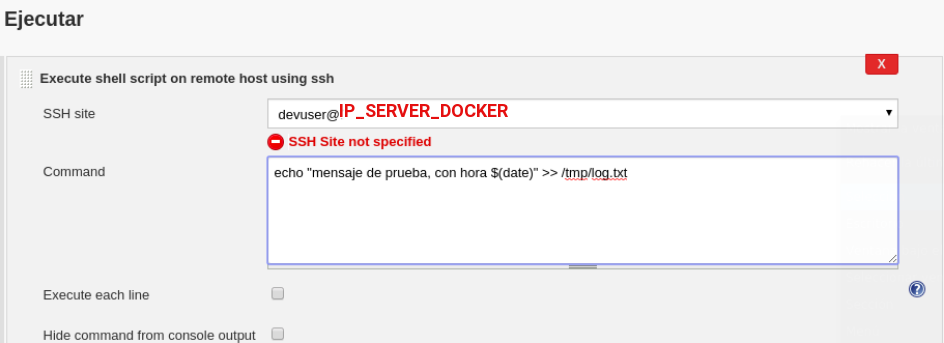 Ejecutar
X
Execute shell script on remote host using ssh
SSH site
devuser@IP_SERVER_DOCKER
SSH Site not specified
Command
echo "mensaje de prueba, con hora $(date)" >> /tmp/log.txt
Execute each line
?
Hide command from console output